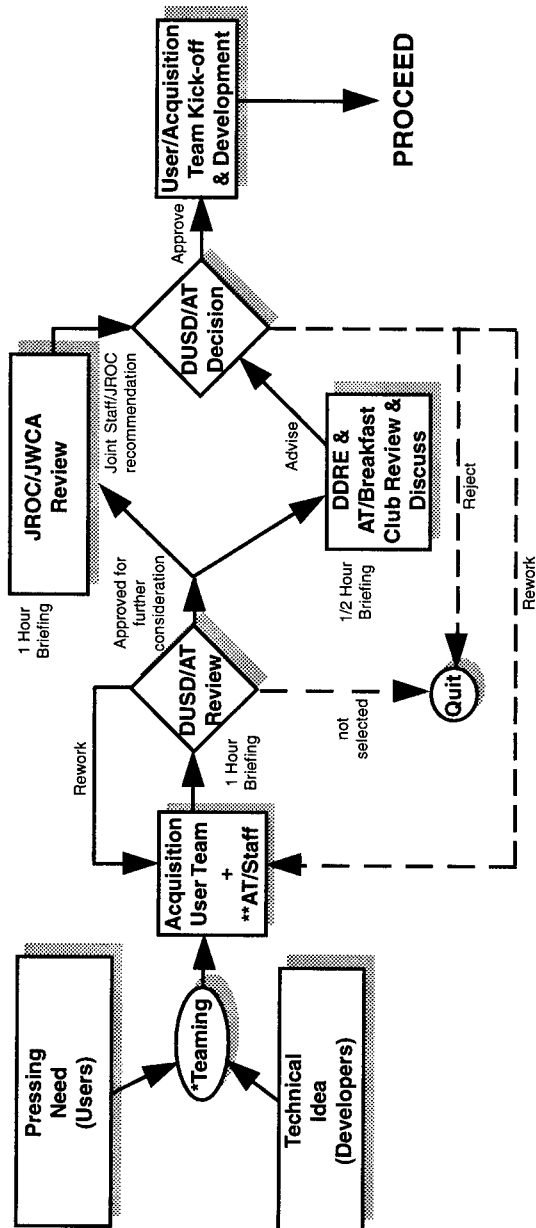 Pressing
Need
(Users)
Technical
Idea
(Developers)
*Teaming
Rework
Acquisition
User Team
+
**AT/Staff
DUSD/AT
Review
1 Hour
Briefing
not
selected
Approved for
further
consideration
1 Hour
Briefing
JROC/JWCA
Review
Joint Staff/JROC
recommendation
1/2 Hour
Briefing
DDRE &
AT/Breakfast
Club Review &
Discuss
Advise
DUSD/AT
Decision
Approve
User/Acquisition
Team Kick-off
& Development
PROCEED
Quit
Reject
Rework